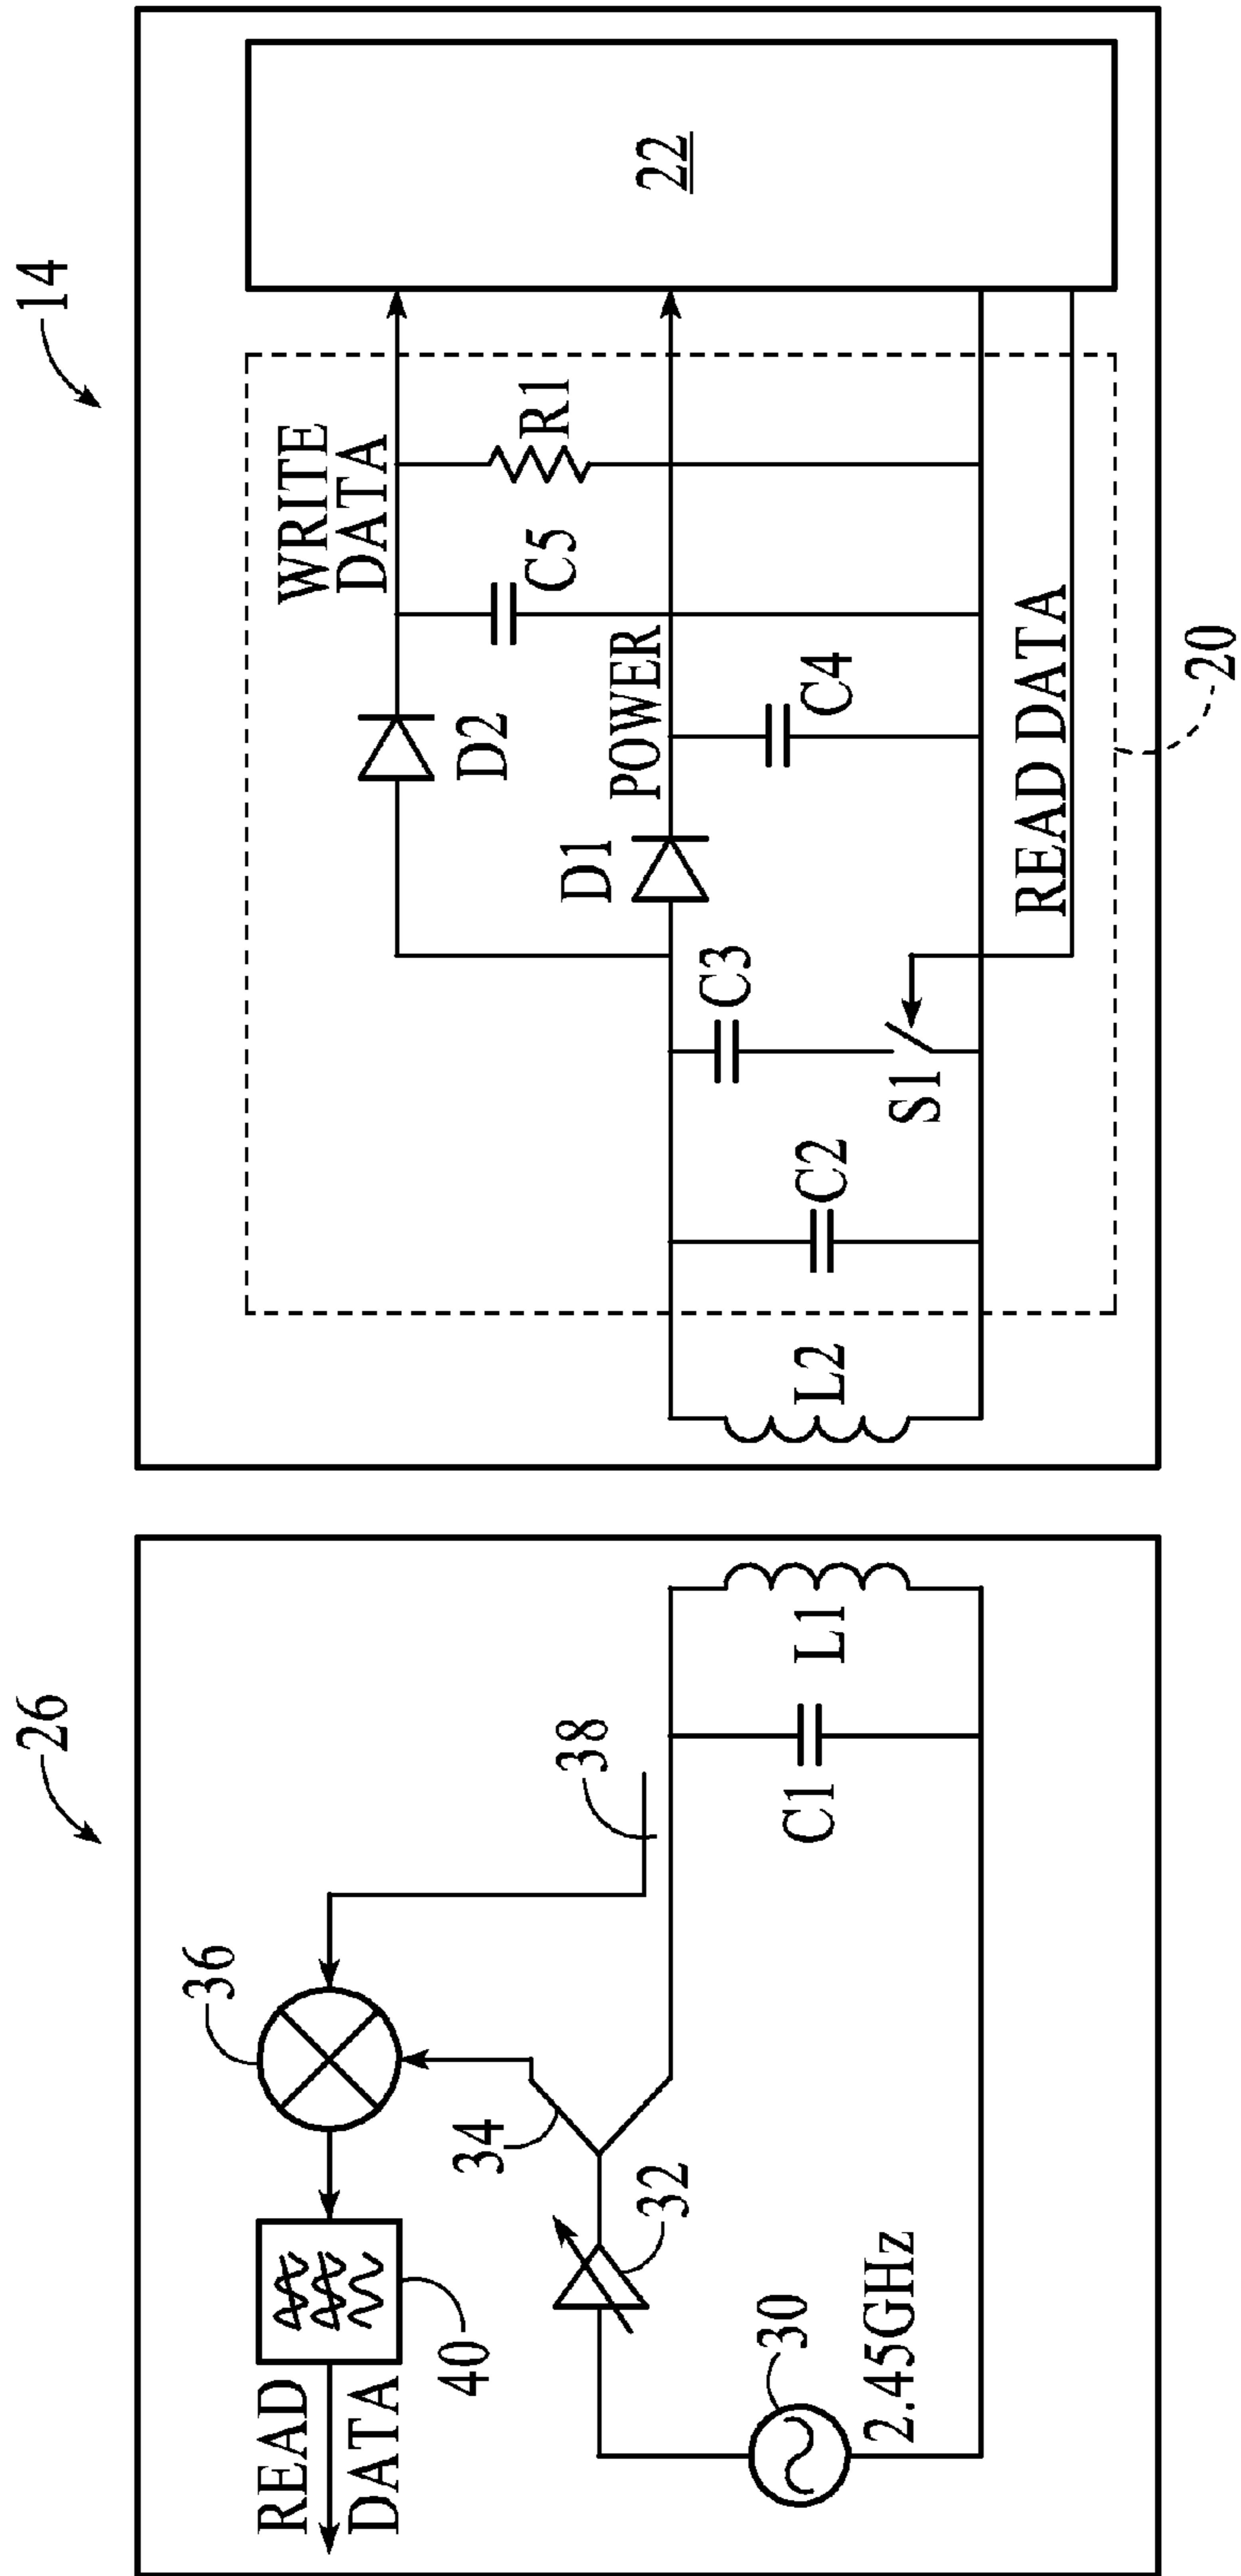 26
READ
DATA
40
36
34
32
38
30
2.45GHz
C1
L1
14
22
WRITE
DATA
D2
C5
R1
POWER
D1
C3
C4
C2
L2
S1
READ DATA
20